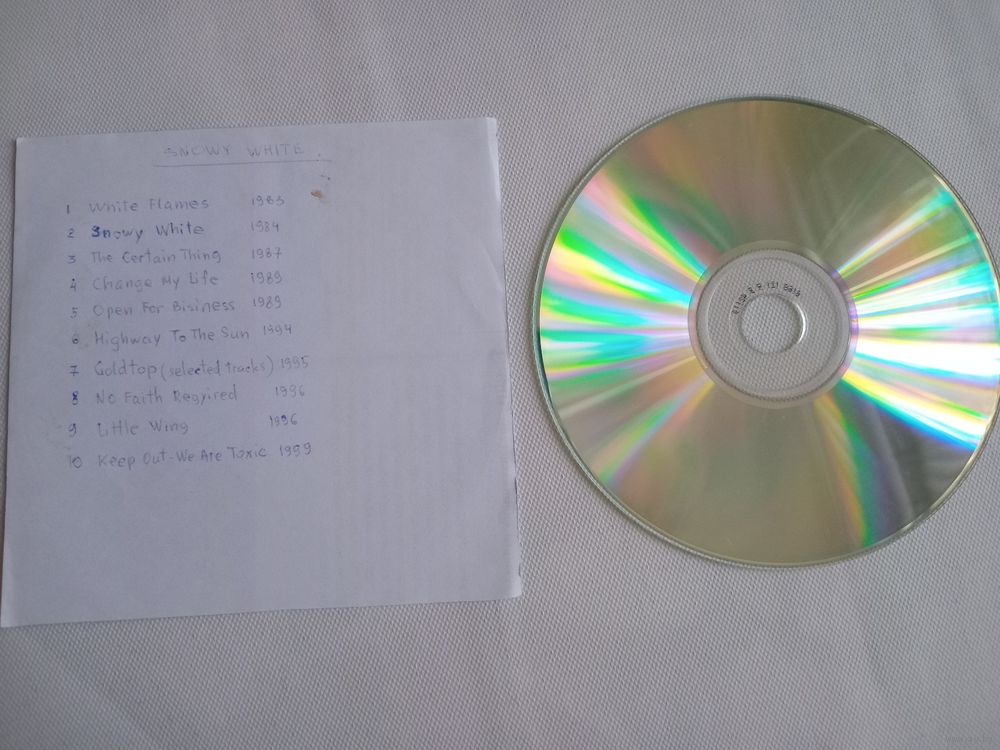 SNOWY WHITE
1 White Flames 1983
2 Snowy White 1984
3 The Certain Thing 1987
4 Change My Life 1989
5 Open For Bisiness 1989
6 Highway To The Sun 1994
7 Goldtop (selected tracks) 1995
8 No Faith Regyired 1996
9 Little Wing 1996
10 Keep Out-We Are Toxic 1999